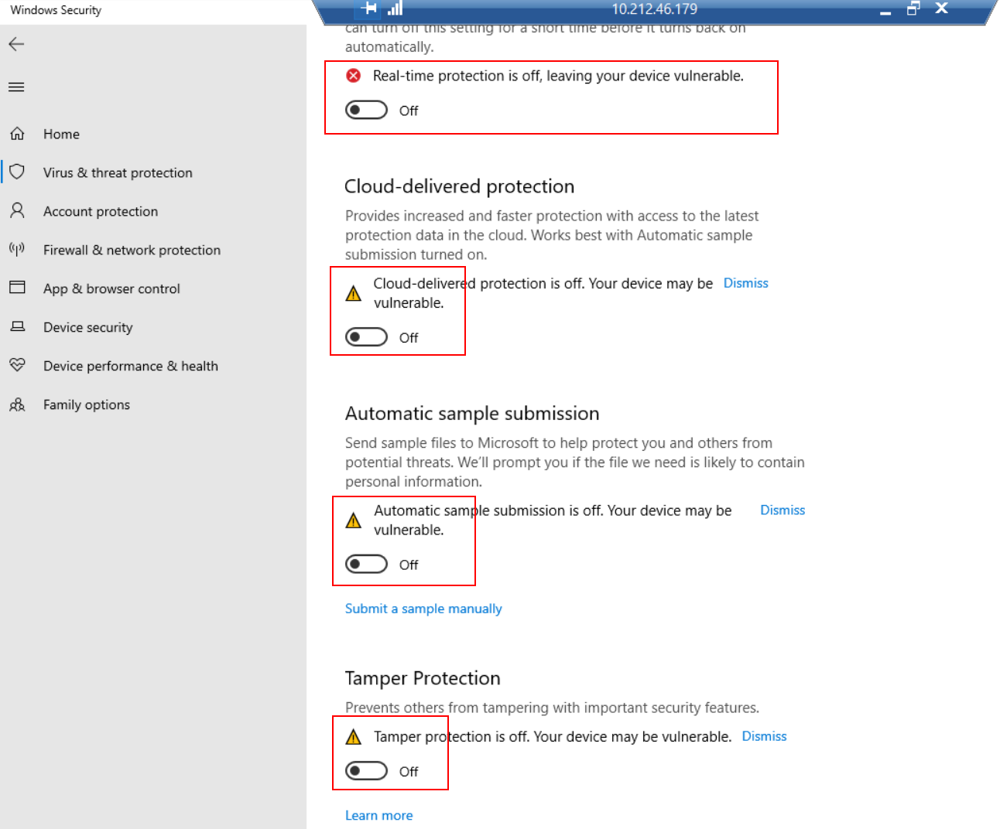 Windows Security
10.212.46.179
Home
Virus & threat protection
Account protection
Firewall & network protection
App & browser control
Device security
Device performance & health
Family options
can turn off this setting for a short time before it turns back on
automatically.
Real-time protection is off, leaving your device vulnerable.
Off
Cloud-delivered protection
Provides increased and faster protection with access to the latest
protection data in the cloud. Works best with Automatic sample
submission turned on.
Cloud-delivered protection is off. Your device may be Dismiss
vulnerable.
Off
Automatic sample submission
Send sample files to Microsoft to help protect you and others from
potential threats. We’ll prompt you if the file we need is likely to contain
personal information.
Automatic sample submission is off. Your device may be Dismiss
vulnerable.
Off
Submit a sample manually
Tamper Protection
Prevents others from tampering with important security features.
Tamper protection is off. Your device may be vulnerable. Dismiss
Off
Learn more